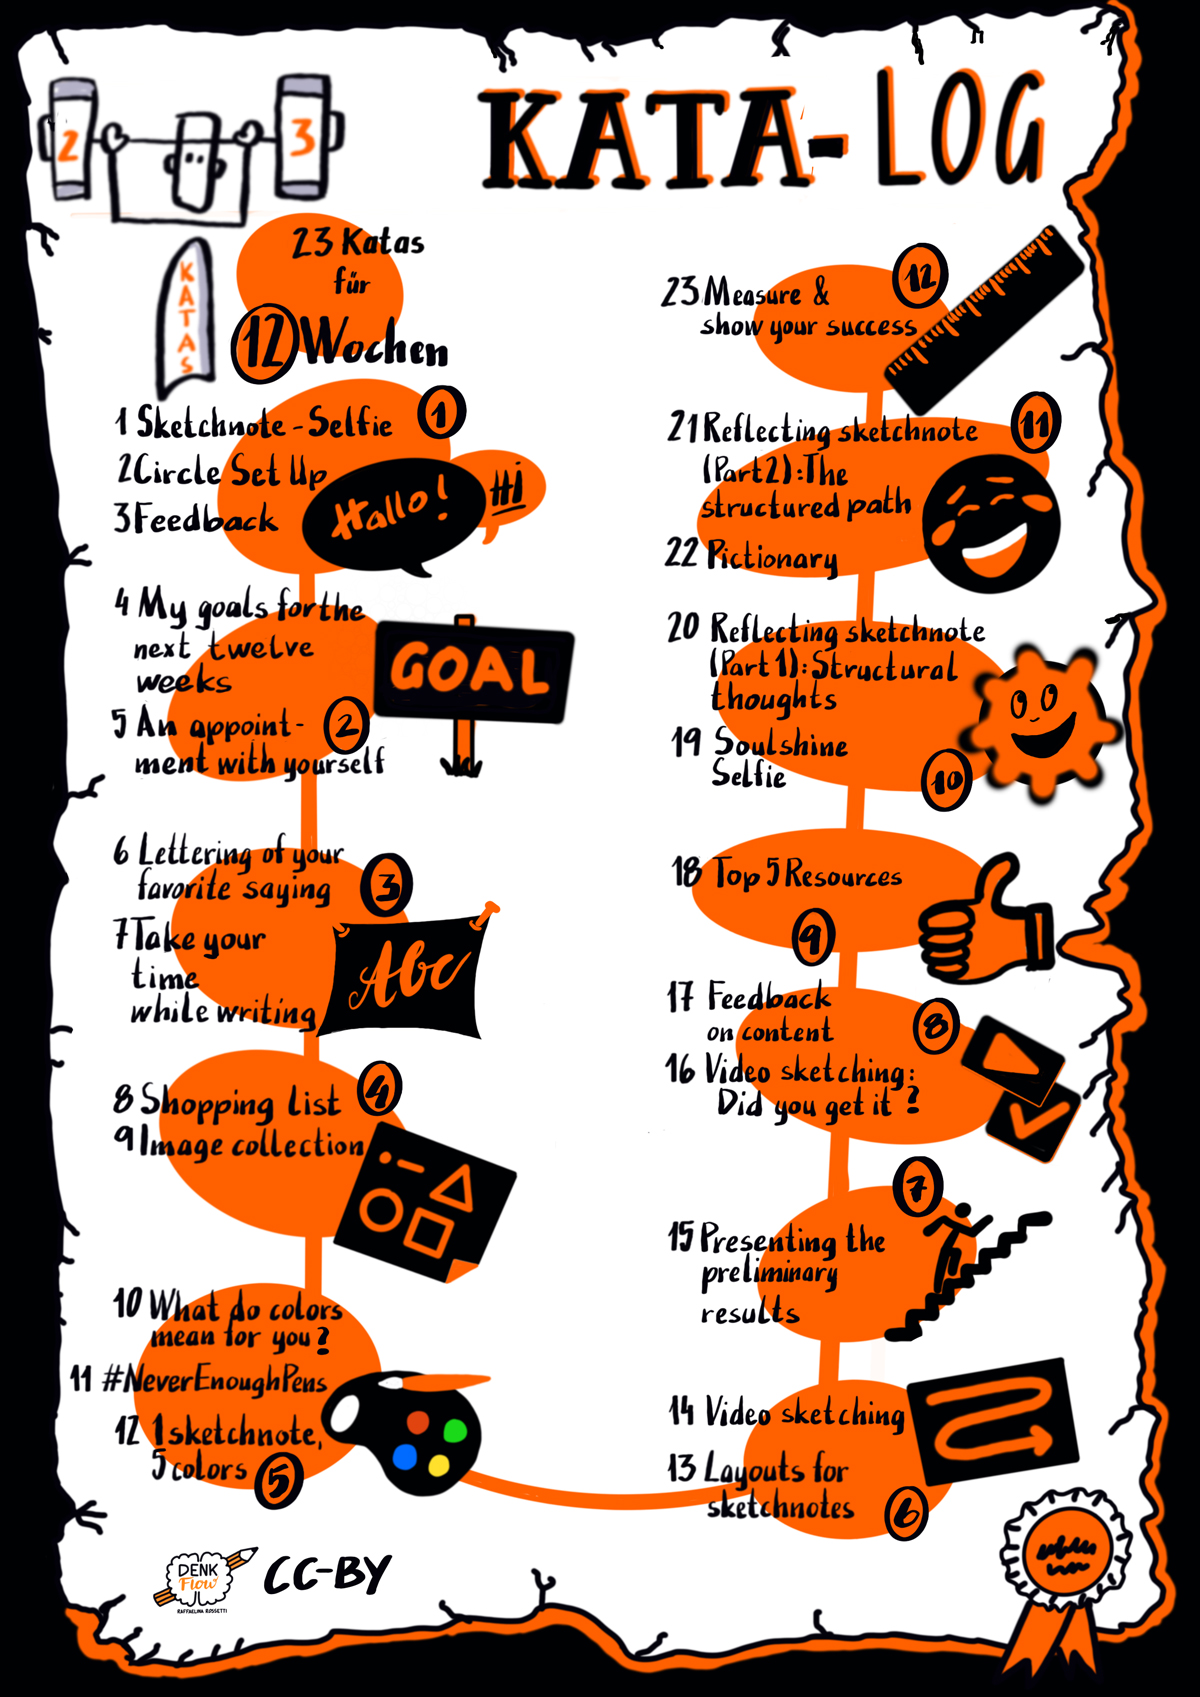 KATA-LOG
2 3
KATAS
23 Katas
für
12 Wochen
1 Sketchnote-Selfie
1
2 Circle Set Up
3 Feedback
Hallo!
Hi
4 My goals for the
next twelve
weeks
GOAL
5 An appoint-
ment with yourself
2
6 Lettering of your
favorite saying
3
7 Take your
time
while writing
Abc
8 Shopping list
4
9 Image collection
10 What do colors
mean for you?
11 #NeverEnoughPens
12 1 sketchnote,
5 colors
5
DENK
Flow
RAFFAELINA ROSSETTI
CC-BY
12
23 Measure &
show your success
11
21 Reflecting sketchnote
(Part 2): The
structured path
22 Pictionary
20 Reflecting sketchnote
(Part 1): Structural
thoughts
19 Soulshine
Selfie
10
18 Top 5 Resources
9
17 Feedback
on content
8
16 Video sketching:
Did you get it?
7
15 Presenting the
preliminary
results
14 Video sketching
13 Layouts for
sketchnotes
6